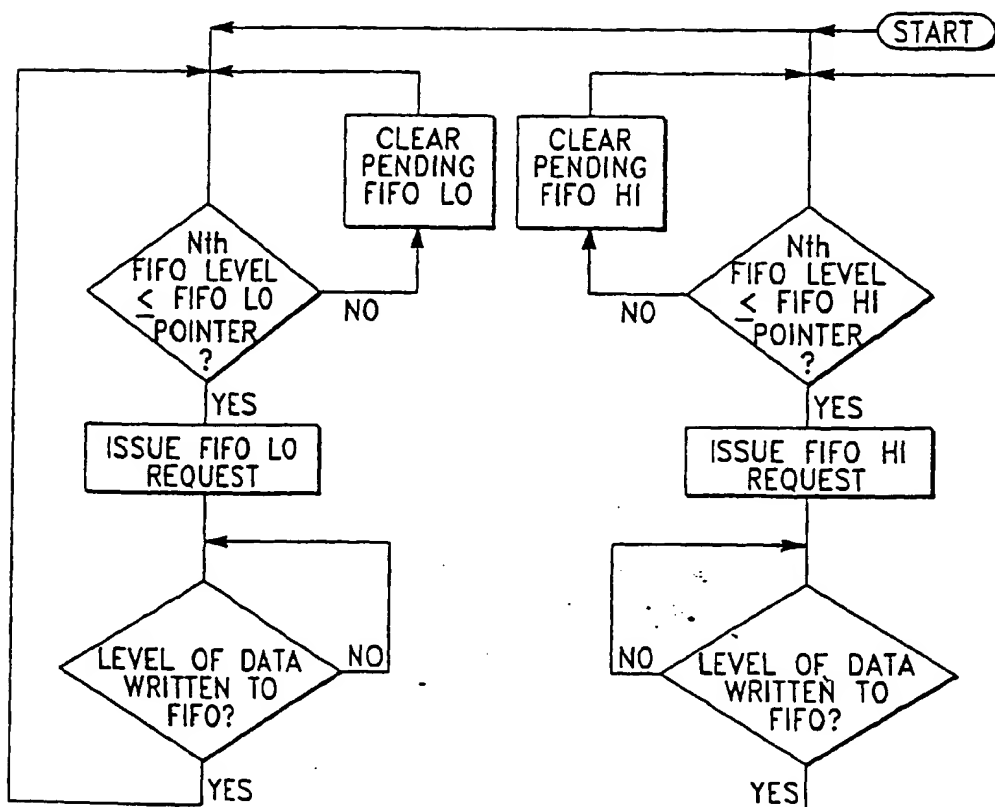 START
CLEAR
PENDING
FIFO LO
CLEAR
PENDING
FIFO HI
Nth
FIFO LEVEL
≤ FIFO LO
POINTER
?
NO
YES
Nth
FIFO LEVEL
≤ FIFO HI
POINTER
?
NO
YES
ISSUE FIFO LO
REQUEST
ISSUE FIFO HI
REQUEST
LEVEL OF DATA
WRITTEN TO
FIFO?
NO
YES
LEVEL OF DATA
WRITTEN TO
FIFO?
NO
YES